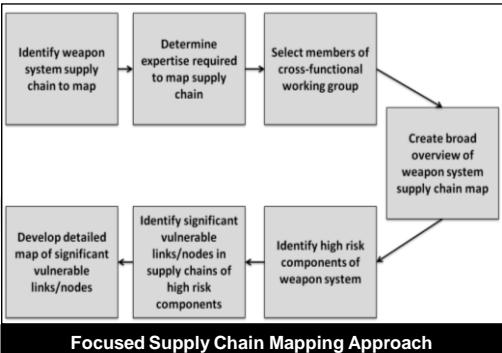 Identify weapon
system supply
chain to map
Determine
expertise required
to map supply
chain
Select members of
cross-functional
working group
Create broad
overview of
weapon system
supply chain map
Identify high risk
components of
weapon system
Identify significant
vulnerable
links/nodes in
supply chains of
high risk
components
Develop detailed
map of significant
vulnerable
links/nodes
Focused Supply Chain Mapping Approach